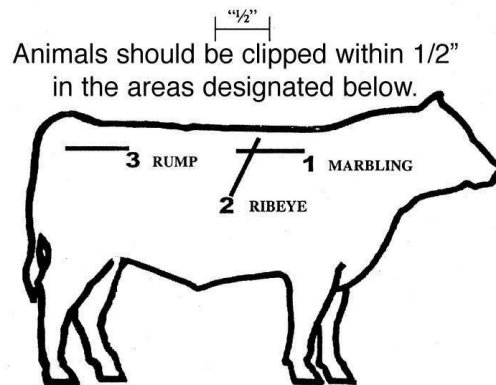 “½”
Animals should be clipped within 1/2”
in the areas designated below.
3 RUMP
1 MARBLING
2 RIBEYE